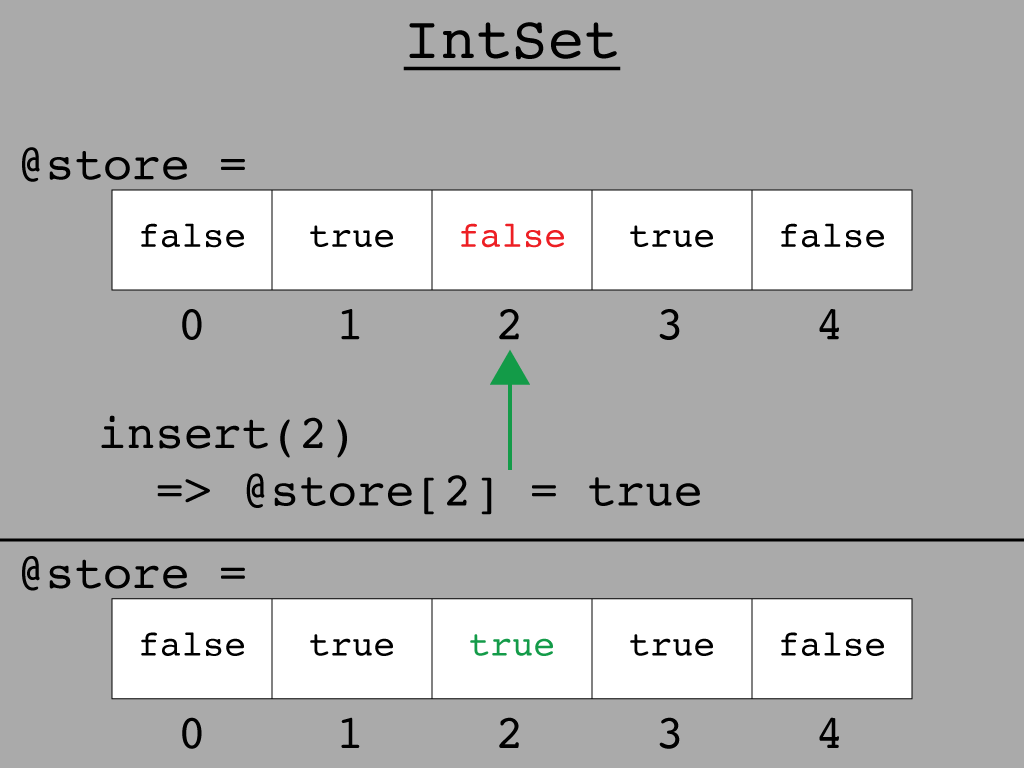 IntSet
@store =
false true false true false
0 1 2 3 4
insert(2)
=> @store[2] = true
@store =
false true true true false
0 1 2 3 4